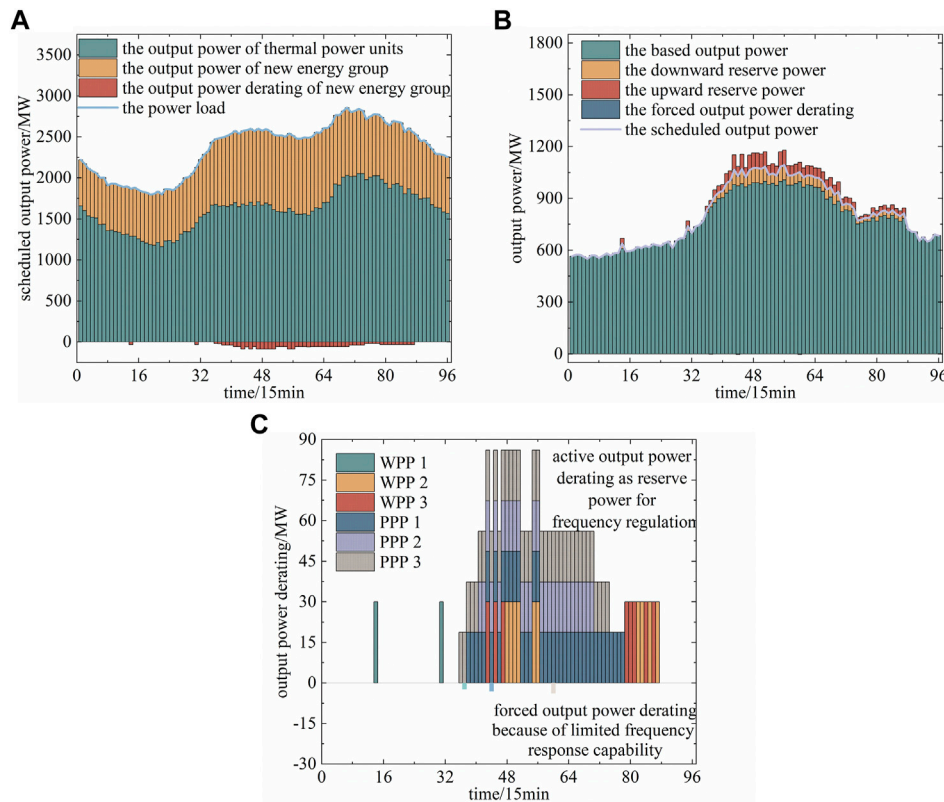 A
the output power of thermal power units
the output power of new energy group
the output power derating of new energy group
the power load
scheduled output power/MW
3500
3000
2500
2000
1500
1000
500
0
0 16 32 48 64 80 96
time/15min
B
the based output power
the downward reserve power
the upward reserve power
the forced output power derating
the scheduled output power
output power/MW
1800
1500
1200
900
600
300
0
0 16 32 48 64 80 96
time/15min
C
WPP 1
WPP 2
WPP 3
PPP 1
PPP 2
PPP 3
active output power
derating as reserve
power for
frequency regulation
output power derating/MW
90
75
60
45
30
15
0
-15
-30
forced output power derating
because of limited frequency
response capability
0 16 32 48 64 80 96
time/15min